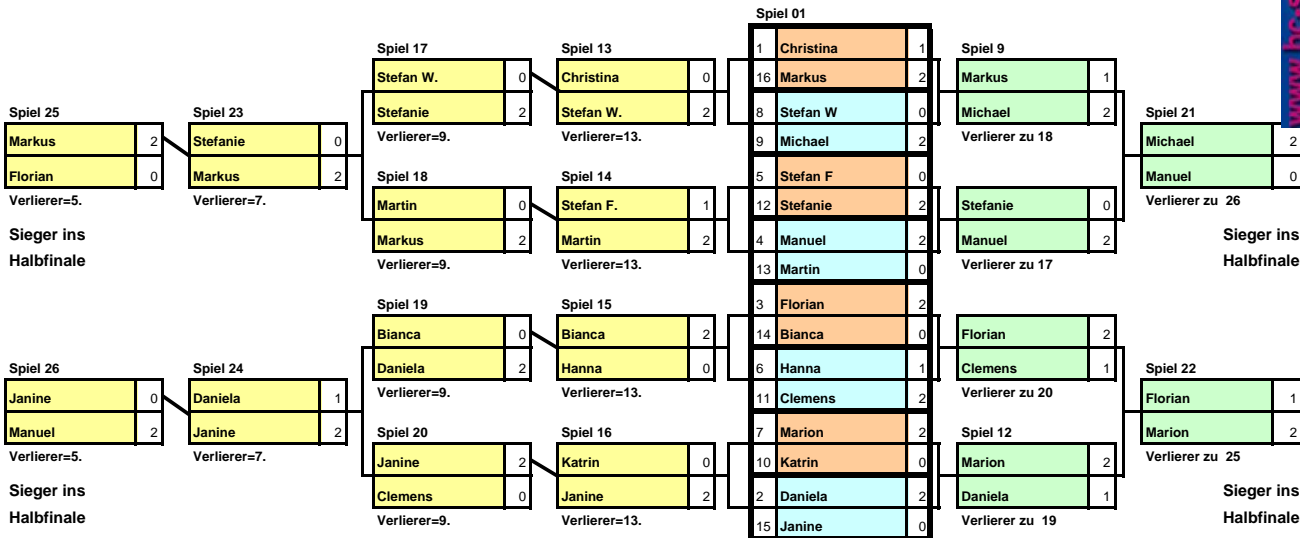 Spiel 01
Spiel 17 Spiel 13 1 Christina 1 Spiel 9
Stefan W. 0 Christina 0 16 Markus 2 Markus 1
Spiel 25 Spiel 23 Stefanie 2 Stefan W. 2 8 Stefan W 0 Michael 2 Spiel 21
Markus 2 Stefanie 0 Verlierer=9. Verlierer=13. 9 Michael 2 Verlierer zu 18 Michael 2
Florian 0 Markus 2 Spiel 18 Spiel 14 5 Stefan F 0 Manuel 0
Verlierer=5. Verlierer=7. Martin 0 Stefan F. 1 12 Stefanie 2 Stefanie 0 Verlierer zu 26
Sieger ins Markus 2 Martin 2 4 Manuel 2 Manuel 2 Sieger ins
Halbfinale Verlierer=9. Verlierer=13. 13 Martin 0 Verlierer zu 17 Halbfinale
Spiel 19 Spiel 15 3 Florian 2
Bianca 0 Bianca 2 14 Bianca 0 Florian 2
Spiel 26 Spiel 24 Daniela 2 Hanna 0 6 Hanna 1 Clemens 1 Spiel 22
Janine 0 Daniela 1 Verlierer=9. Verlierer=13. 11 Clemens 2 Verlierer zu 20 Florian 1
Manuel 2 Janine 2 Spiel 20 Spiel 16 7 Marion 2 Spiel 12 Marion 2
Verlierer=5. Verlierer=7. Janine 2 Katrin 0 10 Katrin 0 Marion 2 Verlierer zu 25
Sieger ins Clemens 0 Janine 2 2 Daniela 2 Daniela 1 Sieger ins
Halbfinale Verlierer=9. Verlierer=13. 15 Janine 0 Verlierer zu 19 Halbfinale